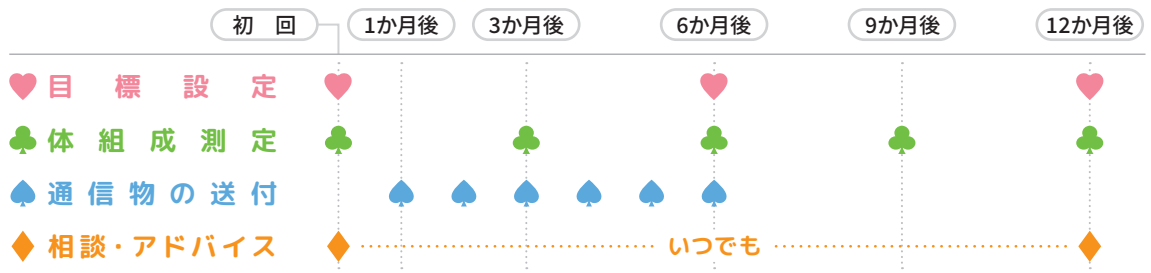 初 回 1か月後 3か月後 6か月後 9か月後 12か月後
目標設定
体組成測定
通信物の送付
相談・アドバイス いつでも